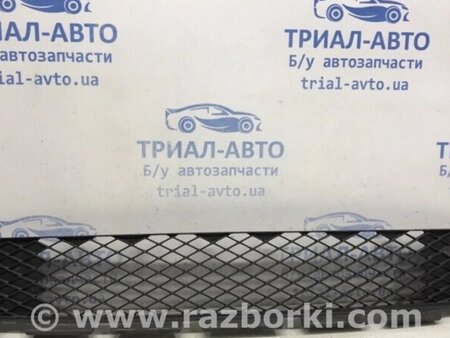 ТРИАЛ-АВТО
Б/у автозапчасти
trial-avto.ua
ТРИАЛ-АВТО
Б/у автозапчасти
trial-avto.ua
www.razborki.com